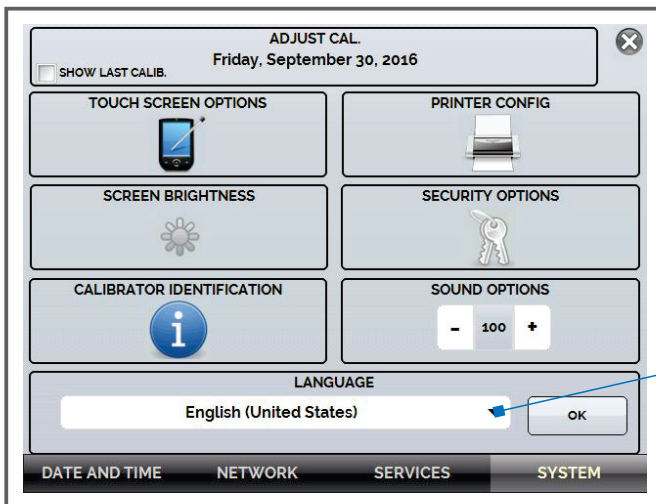 ADJUST CAL.
Friday, September 30, 2016
SHOW LAST CALIB.
TOUCH SCREEN OPTIONS
PRINTER CONFIG
SCREEN BRIGHTNESS
SECURITY OPTIONS
CALIBRATOR IDENTIFICATION
i
SOUND OPTIONS
- 100 +
LANGUAGE
English (United States)
OK
DATE AND TIME NETWORK SERVICES SYSTEM